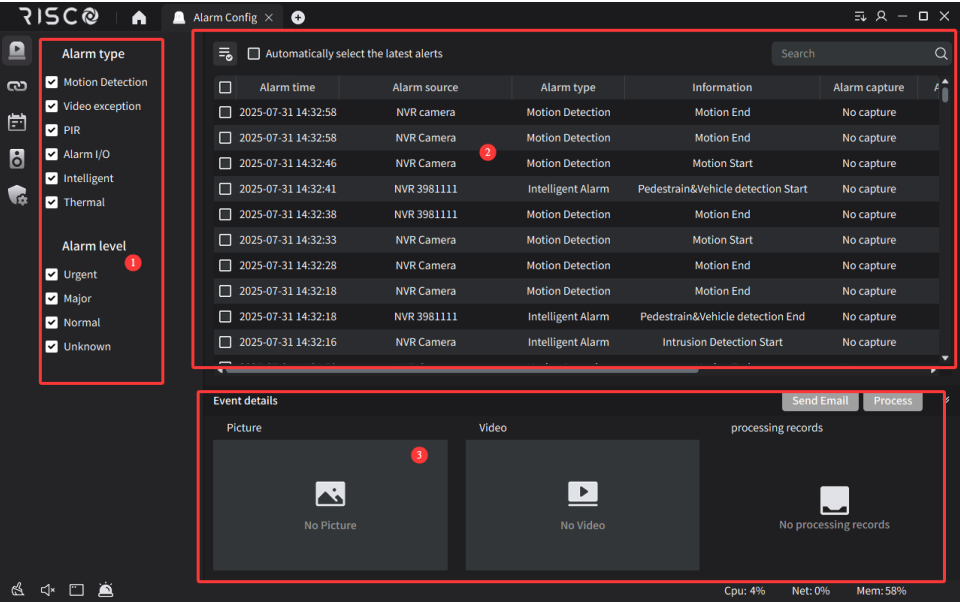 RISCO
Alarm Config
Alarm type
Motion Detection
Video exception
PIR
Alarm I/O
Intelligent
Thermal
Alarm level
1
Urgent
Major
Normal
Unknown
Automatically select the latest alerts
Search
Alarm time Alarm source Alarm type Information Alarm capture
2025-07-31 14:32:58 NVR camera Motion Detection Motion End No capture
2025-07-31 14:32:58 NVR Camera Motion Detection Motion End No capture
2
2025-07-31 14:32:46 NVR Camera Motion Detection Motion Start No capture
2025-07-31 14:32:41 NVR 3981111 Intelligent Alarm Pedestrain&Vehicle detection Start No capture
2025-07-31 14:32:38 NVR 3981111 Motion Detection Motion End No capture
2025-07-31 14:32:33 NVR Camera Motion Detection Motion Start No capture
2025-07-31 14:32:28 NVR Camera Motion Detection Motion End No capture
2025-07-31 14:32:18 NVR Camera Motion Detection Motion End No capture
2025-07-31 14:32:18 NVR 3981111 Intelligent Alarm Pedestrain&Vehicle detection End No capture
2025-07-31 14:32:16 NVR Camera Intelligent Alarm Intrusion Detection Start No capture
Event details
Send Email Process
Picture Video processing records
3
No Picture No Video No processing records
Cpu: 4% Net: 0% Mem: 58%